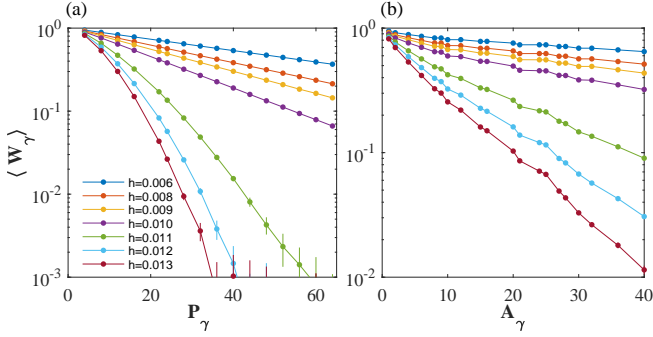 (a)
(b)
10^0
10^{-1}
10^{-2}
10^{-3}
⟨ W_γ ⟩
h=0.006
h=0.008
h=0.009
h=0.010
h=0.011
h=0.012
h=0.013
0 20 40 60
P_γ
10^0
10^{-1}
10^{-2}
0 10 20 30 40
A_γ